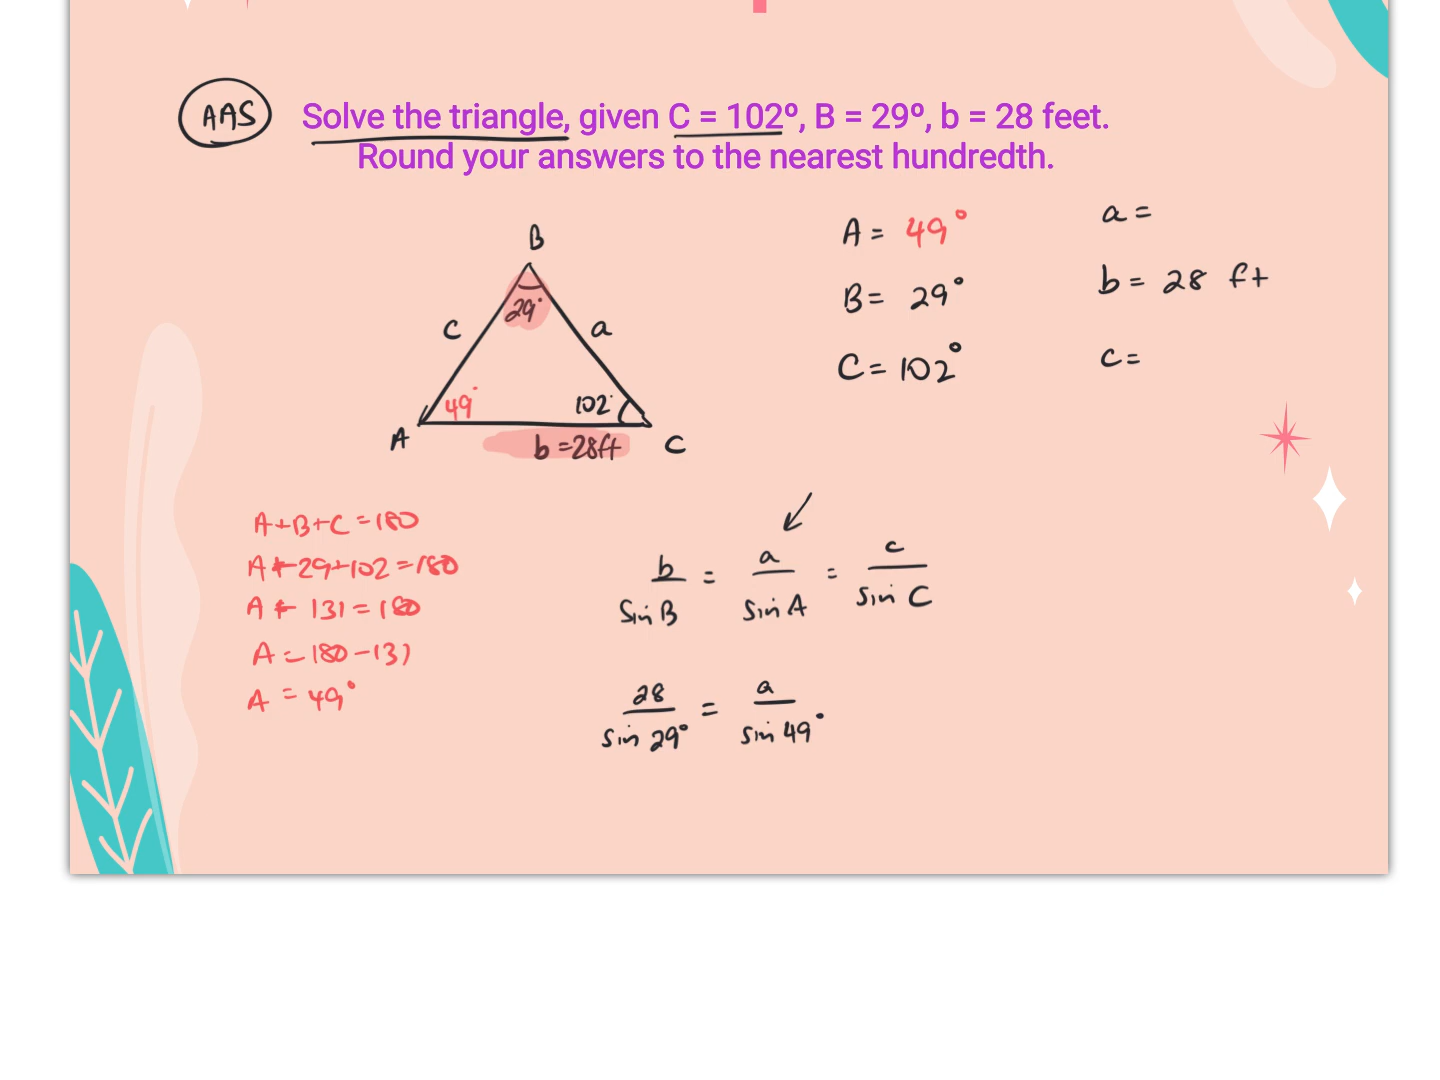 AAS
Solve the triangle, given C = 102º, B = 29º, b = 28 feet.
Round your answers to the nearest hundredth.
B
29°
c
a
49°
102°
A
b = 28ft
C
A = 49°
B = 29°
C = 102°
a =
b = 28 ft
c =
A+B+C = 180
A + 29+102 = 180
A + 131 = 180
A = 180 - 131
A = 49°
b = a = c
sin B sin A sin C
28 = a
sin 29° sin 49°